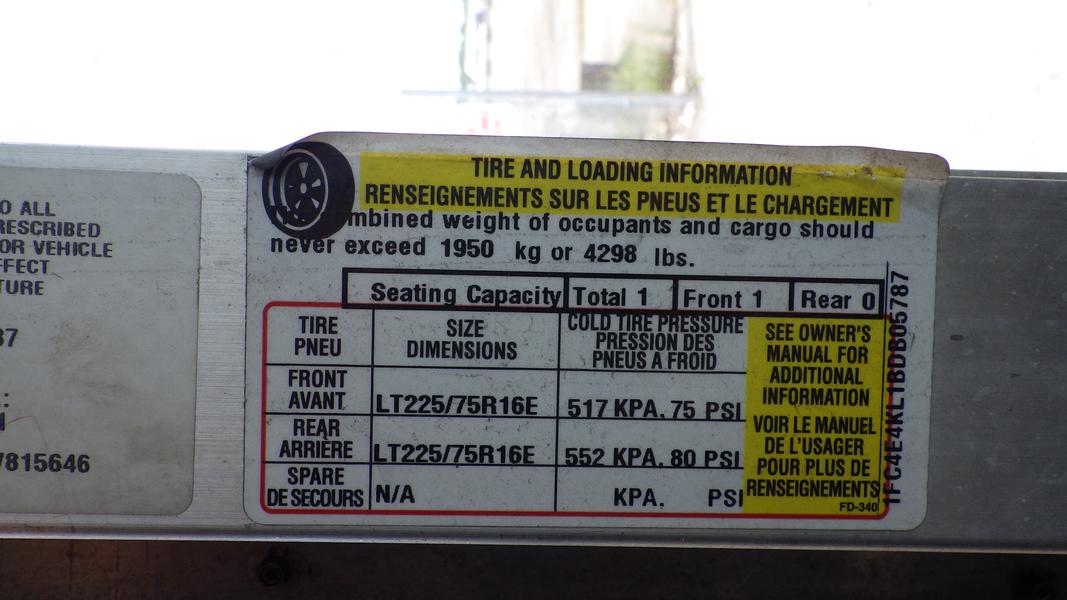 O ALL
RESCRIBED
OR VEHICLE
FFECT
TURE
37
:
7815646
TIRE AND LOADING INFORMATION
RENSEIGNEMENTS SUR LES PNEUS ET LE CHARGEMENT
mbined weight of occupants and cargo should
never exceed 1950 kg or 4298 lbs.
Seating Capacity Total 1 Front 1 Rear 0
TIRE
PNEU
SIZE
DIMENSIONS
COLD TIRE PRESSURE
PRESSION DES
PNEUS A FROID
FRONT
AVANT
LT225/75R16E
517 KPA. 75 PSI
REAR
ARRIÈRE
LT225/75R16E
552 KPA. 80 PSI
SPARE
DE SECOURS
N/A
KPA. PSI
SEE OWNER'S
MANUAL FOR
ADDITIONAL
INFORMATION
VOIR LE MANUEL
DE L'USAGER
POUR PLUS DE
RENSEIGNEMENTS
FD-340
1FC4E4KL1BDB05787